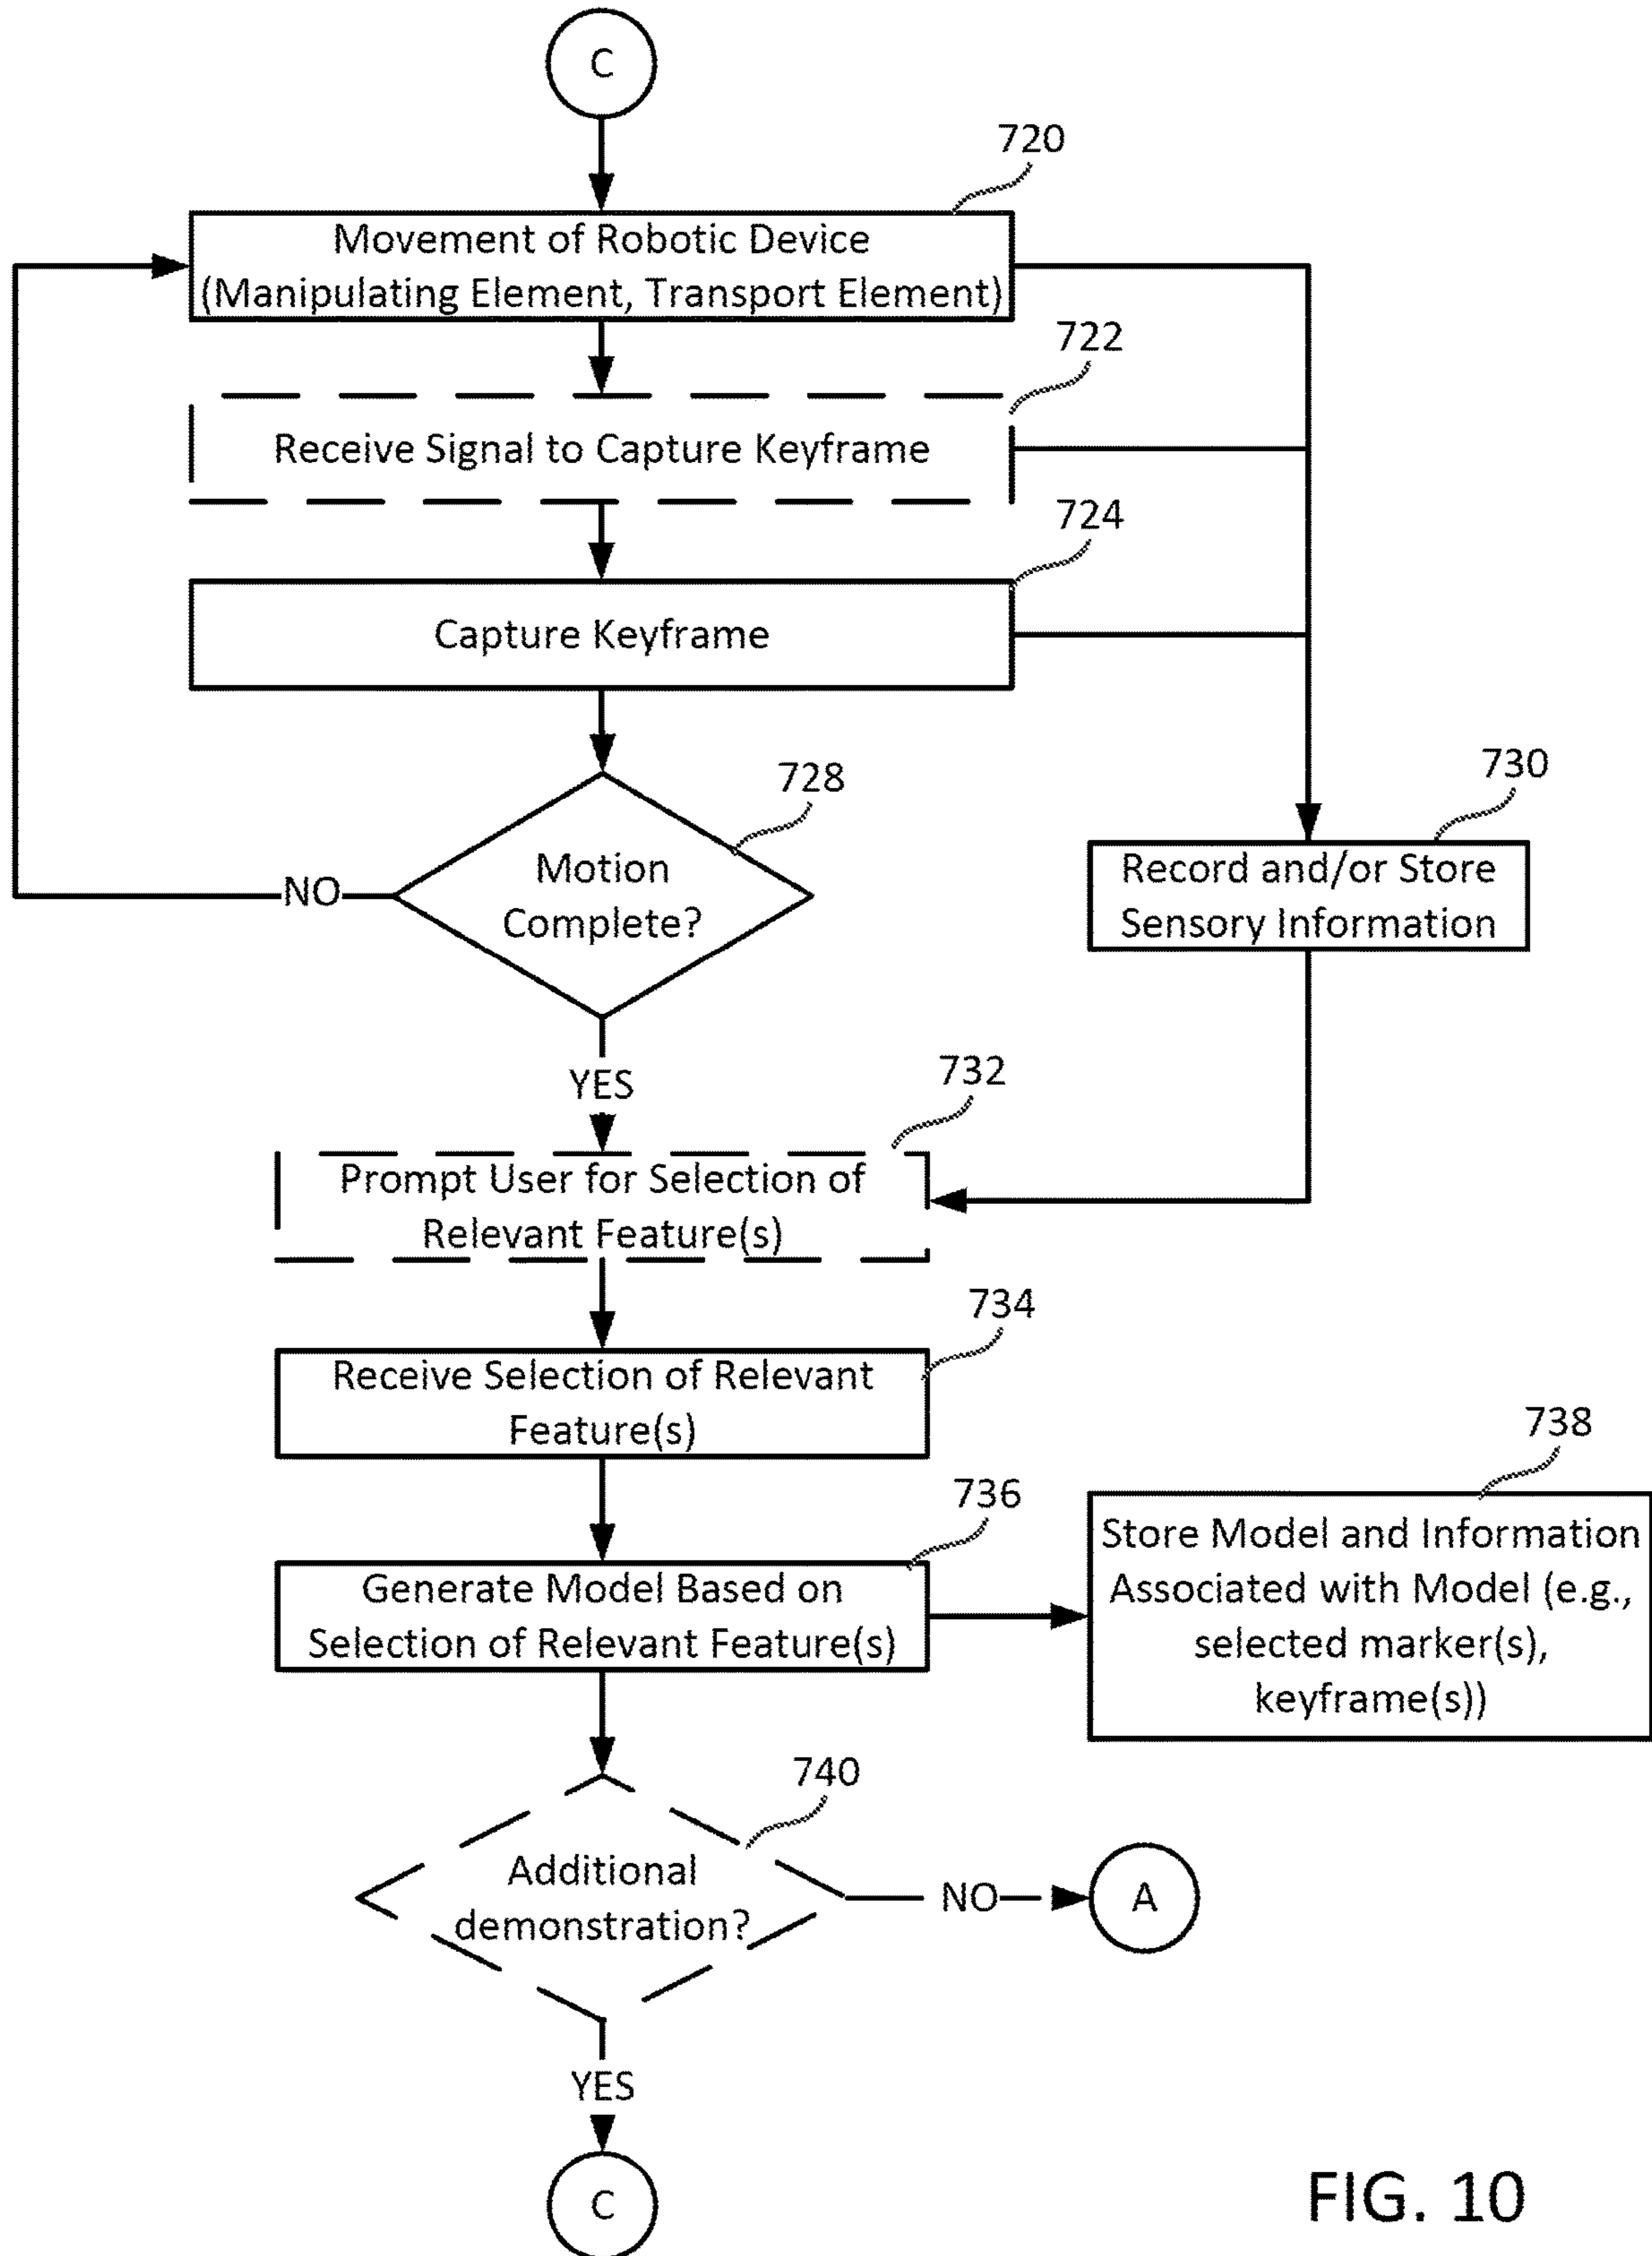 C
720
Movement of Robotic Device
(Manipulating Element, Transport Element)
722
Receive Signal to Capture Keyframe
724
Capture Keyframe
728
Motion
Complete?
NO
730
Record and/or Store
Sensory Information
YES
732
Prompt User for Selection of
Relevant Feature(s)
734
Receive Selection of Relevant
Feature(s)
736
Generate Model Based on
Selection of Relevant Feature(s)
738
Store Model and Information
Associated with Model (e.g.,
selected marker(s),
keyframe(s))
740
Additional
demonstration?
NO
A
YES
C
FIG. 10